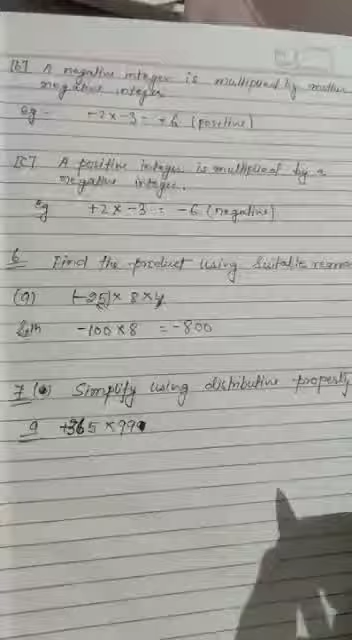 [b] A negative integer is multiplied by another
negative integer
eg - -2 x -3 = +6 (positive)
[c] A positive integer is multiplied by a
negative integer.
eg +2 x -3 = -6 (negative)
6 Find the product using suitable
(a) (-25) x 8 x 4
Soln -100 x 8 = -800
7 (a) Simplify using distributive property
9 +365 x 99